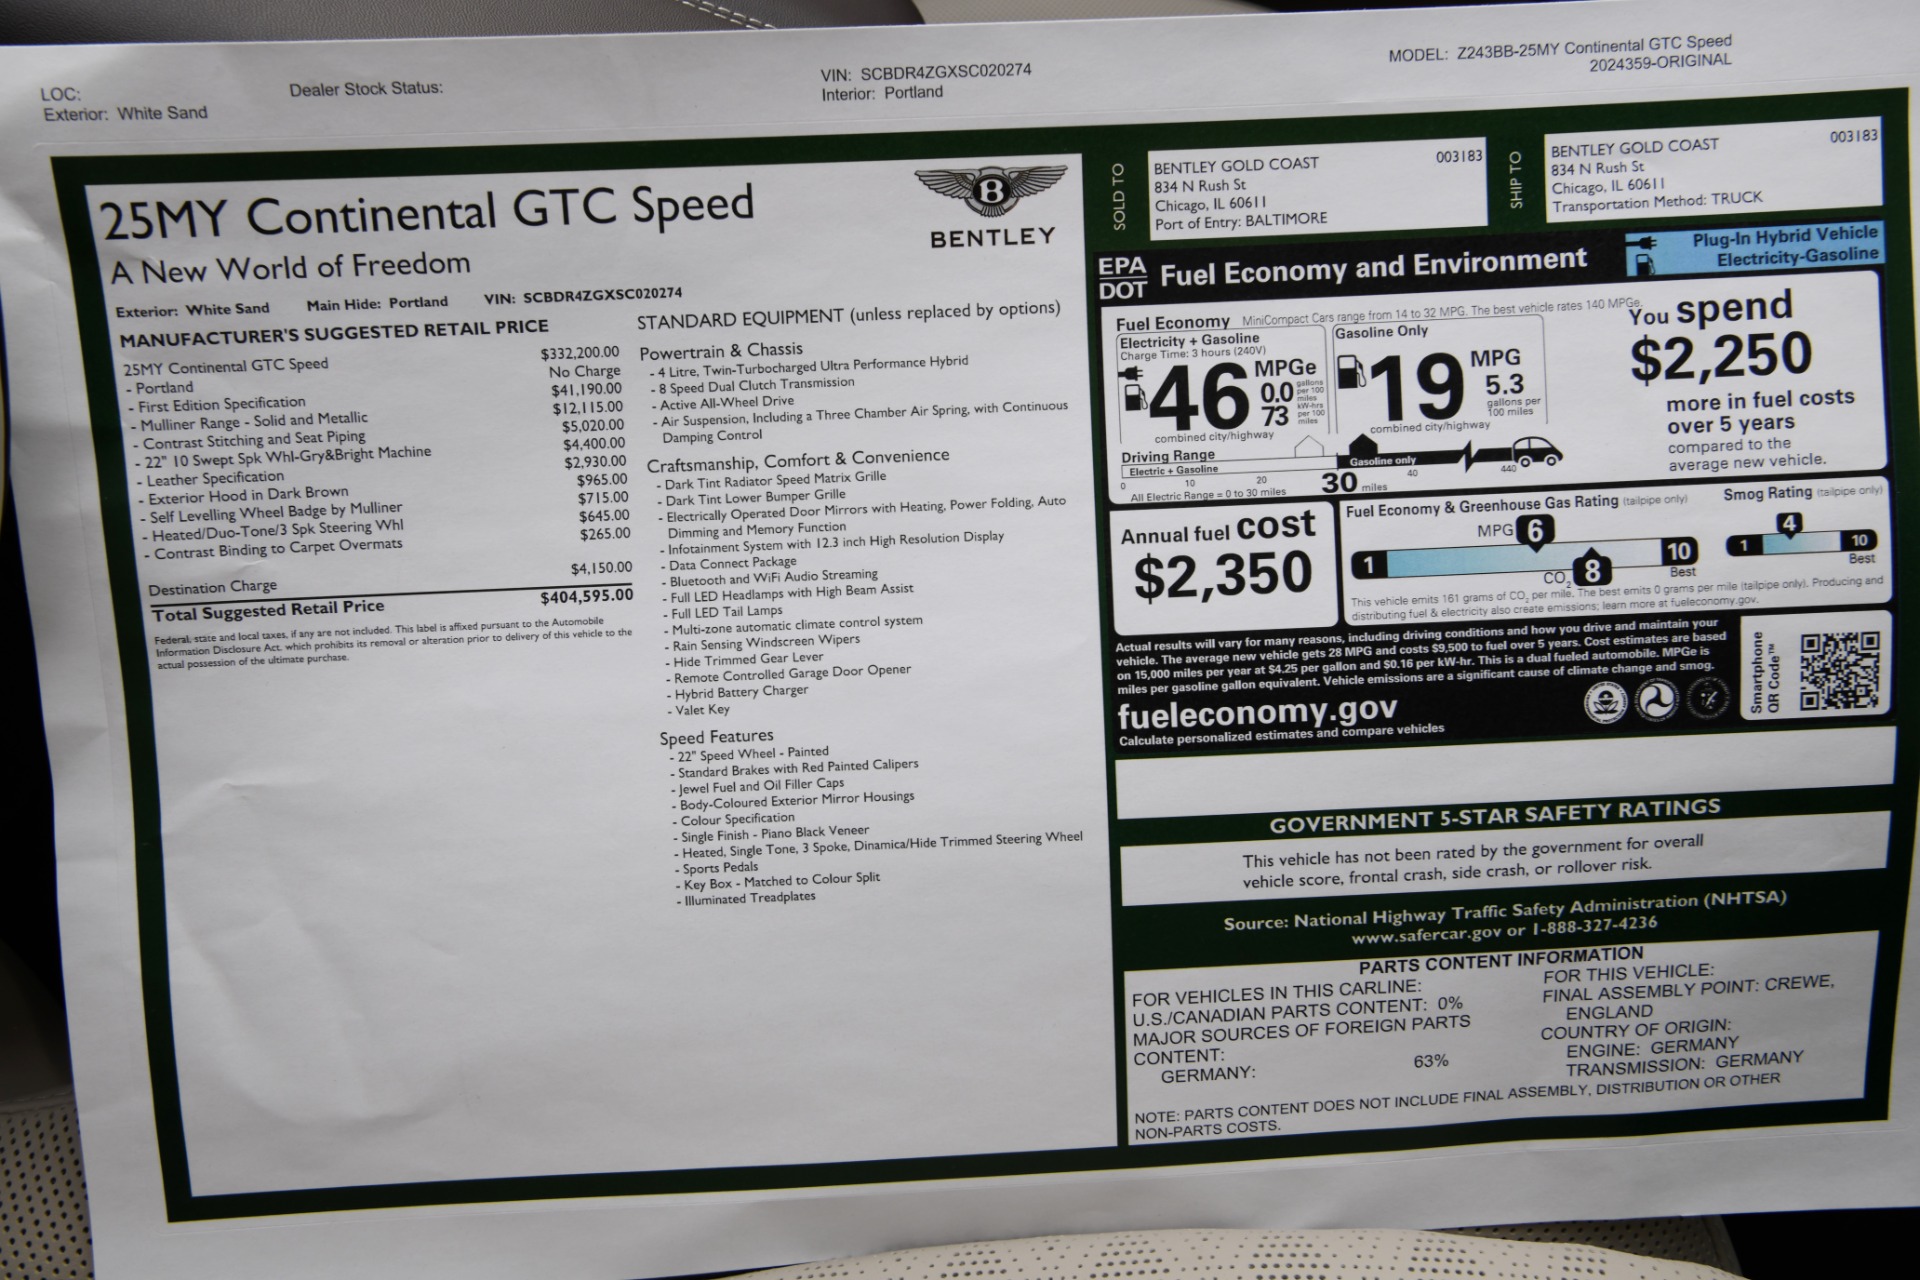 LOC:
Exterior: White Sand
Dealer Stock Status:
VIN: SCBDR4ZGXSC020274
Interior: Portland
MODEL: Z243BB-25MY Continental GTC Speed
2024359-ORIGINAL
25MY Continental GTC Speed
A New World of Freedom
BENTLEY
Exterior: White Sand Main Hide: Portland VIN: SCBDR4ZGXSC020274
MANUFACTURER'S SUGGESTED RETAIL PRICE
25MY Continental GTC Speed $332,200.00
- Portland No Charge
- First Edition Specification $41,190.00
- Mulliner Range - Solid and Metallic $12,115.00
- Contrast Stitching and Seat Piping $5,020.00
- 22" 10 Swept Spk Whl-Gry&Bright Machine $4,400.00
- Leather Specification $2,930.00
- Exterior Hood in Dark Brown $965.00
- Self Levelling Wheel Badge by Mulliner $715.00
- Heated/Duo-Tone/3 Spk Steering Whl $645.00
- Contrast Binding to Carpet Overmats $265.00
Destination Charge $4,150.00
Total Suggested Retail Price $404,595.00
Federal, state and local taxes, if any are not included. This label is affixed pursuant to the Automobile
Information Disclosure Act, which prohibits its removal or alteration prior to delivery of this vehicle to the
actual possession of the ultimate purchase.
STANDARD EQUIPMENT (unless replaced by options)
Powertrain & Chassis
- 4 Litre, Twin-Turbocharged Ultra Performance Hybrid
- 8 Speed Dual Clutch Transmission
- Active All-Wheel Drive
- Air Suspension, Including a Three Chamber Air Spring, with Continuous
Damping Control
Craftsmanship, Comfort & Convenience
- Dark Tint Radiator Speed Matrix Grille
- Dark Tint Lower Bumper Grille
- Electrically Operated Door Mirrors with Heating, Power Folding, Auto
Dimming and Memory Function
- Infotainment System with 12.3 inch High Resolution Display
- Data Connect Package
- Bluetooth and WiFi Audio Streaming
- Full LED Headlamps with High Beam Assist
- Full LED Tail Lamps
- Multi-zone automatic climate control system
- Rain Sensing Windscreen Wipers
- Hide Trimmed Gear Lever
- Remote Controlled Garage Door Opener
- Hybrid Battery Charger
- Valet Key
Speed Features
- 22" Speed Wheel - Painted
- Standard Brakes with Red Painted Calipers
- Jewel Fuel and Oil Filler Caps
- Body-Coloured Exterior Mirror Housings
- Colour Specification
- Single Finish - Piano Black Veneer
- Heated, Single Tone, 3 Spoke, Dinamica/Hide Trimmed Steering Wheel
- Sports Pedals
- Key Box - Matched to Colour Split
- Illuminated Treadplates
SOLD TO
BENTLEY GOLD COAST 003183
834 N Rush St
Chicago, IL 60611
Port of Entry: BALTIMORE
SHIP TO
BENTLEY GOLD COAST 003183
834 N Rush St
Chicago, IL 60611
Transportation Method: TRUCK
EPA
DOT
Fuel Economy and Environment
Plug-In Hybrid Vehicle
Electricity-Gasoline
Fuel Economy MiniCompact Cars range from 14 to 32 MPG. The best vehicle rates 140 MPGe.
Electricity + Gasoline
Charge Time: 3 hours (240V)
46 MPGe
0.0 gallons per 100 miles
73 kW-hrs per 100 miles
combined city/highway
Gasoline Only
19 MPG
5.3
gallons per
100 miles
combined city/highway
Driving Range
Electric + Gasoline
Gasoline only
0 10 20 30 miles 40 440
All Electric Range = 0 to 30 miles
You spend
$2,250
more in fuel costs
over 5 years
compared to the
average new vehicle.
Annual fuel cost
$2,350
Fuel Economy & Greenhouse Gas Rating (tailpipe only)
MPG 6
1 10
Best
CO2 8
Smog Rating (tailpipe only)
4
1 10
Best
This vehicle emits 161 grams of CO2 per mile. The best emits 0 grams per mile (tailpipe only). Producing and
distributing fuel & electricity also create emissions; learn more at fueleconomy.gov.
Actual results will vary for many reasons, including driving conditions and how you drive and maintain your
vehicle. The average new vehicle gets 28 MPG and costs $9,500 to fuel over 5 years. Cost estimates are based
on 15,000 miles per year at $4.25 per gallon and $0.16 per kW-hr. This is a dual fueled automobile. MPGe is
miles per gasoline gallon equivalent. Vehicle emissions are a significant cause of climate change and smog.
fueleconomy.gov
Calculate personalized estimates and compare vehicles
Smartphone
QR Code™
GOVERNMENT 5-STAR SAFETY RATINGS
This vehicle has not been rated by the government for overall
vehicle score, frontal crash, side crash, or rollover risk.
Source: National Highway Traffic Safety Administration (NHTSA)
www.safercar.gov or 1-888-327-4236
PARTS CONTENT INFORMATION
FOR VEHICLES IN THIS CARLINE:
U.S./CANADIAN PARTS CONTENT: 0%
MAJOR SOURCES OF FOREIGN PARTS
CONTENT:
GERMANY: 63%
FOR THIS VEHICLE:
FINAL ASSEMBLY POINT: CREWE,
ENGLAND
COUNTRY OF ORIGIN:
ENGINE: GERMANY
TRANSMISSION: GERMANY
NOTE: PARTS CONTENT DOES NOT INCLUDE FINAL ASSEMBLY, DISTRIBUTION OR OTHER
NON-PARTS COSTS.